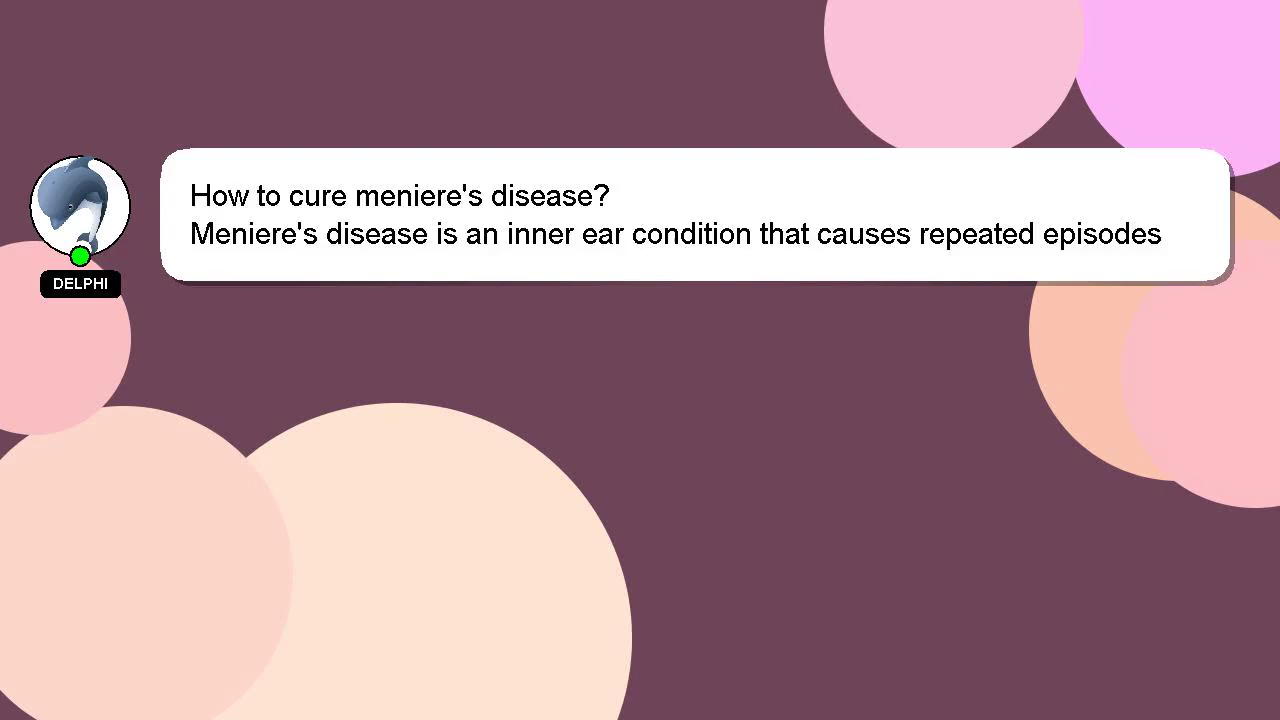 How to cure meniere's disease?
Meniere's disease is an inner ear condition that causes repeated episodes
DELPHI